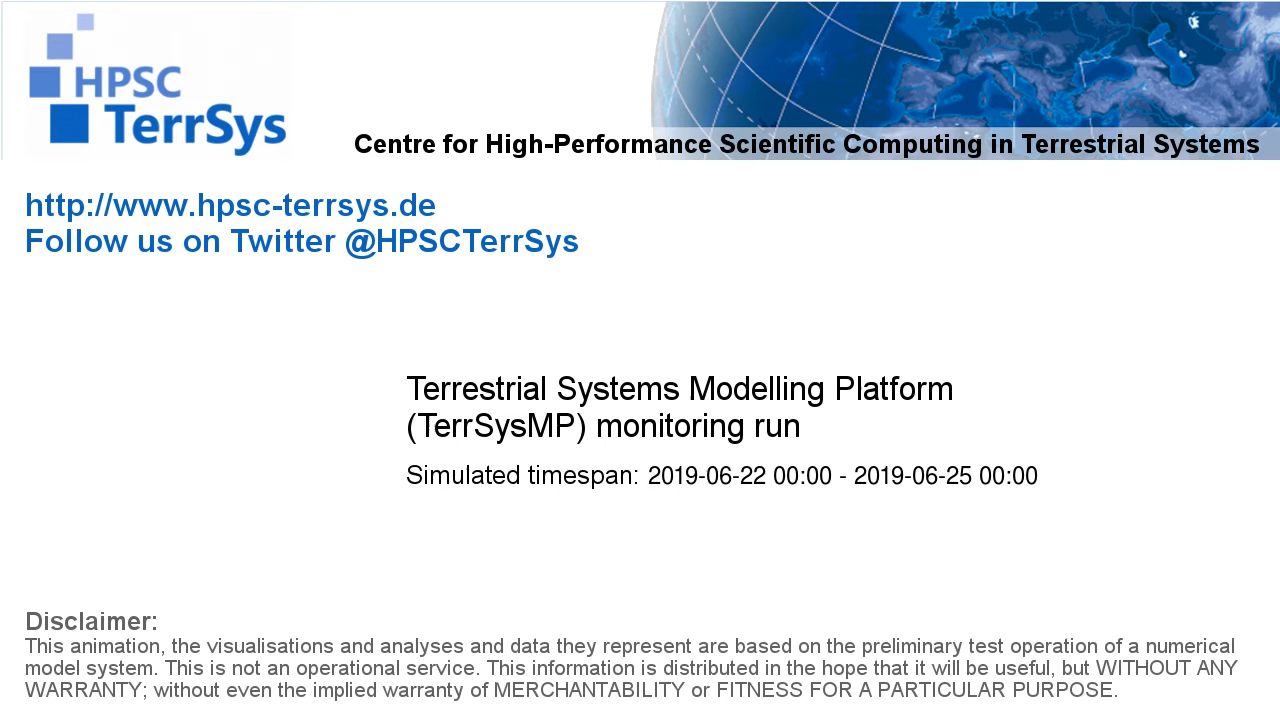 HPSC
TerrSys
Centre for High-Performance Scientific Computing in Terrestrial Systems
http://www.hpsc-terrsys.de
Follow us on Twitter @HPSCTerrSys
Terrestrial Systems Modelling Platform
(TerrSysMP) monitoring run
Simulated timespan: 2019-06-22 00:00 - 2019-06-25 00:00
Disclaimer:
This animation, the visualisations and analyses and data they represent are based on the preliminary test operation of a numerical
model system. This is not an operational service. This information is distributed in the hope that it will be useful, but WITHOUT ANY
WARRANTY; without even the implied warranty of MERCHANTABILITY or FITNESS FOR A PARTICULAR PURPOSE.